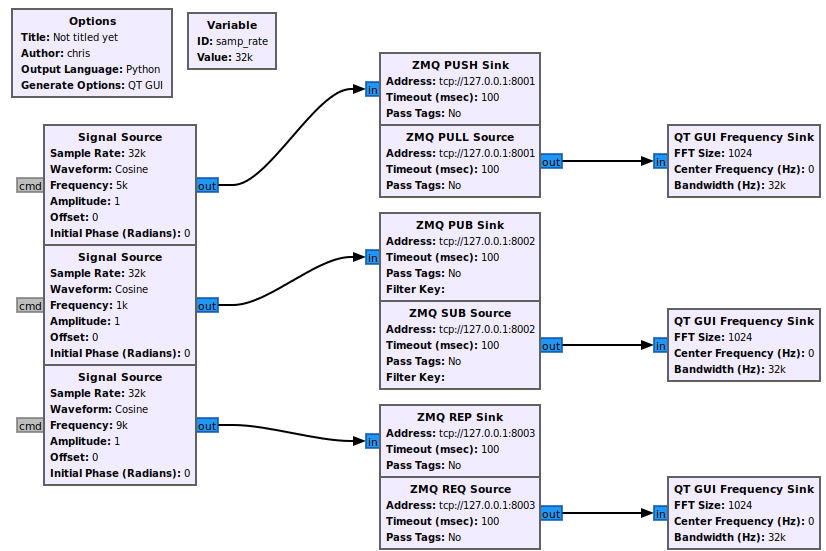 Options
Title: Not titled yet
Author: chris
Output Language: Python
Generate Options: QT GUI
Variable
ID: samp_rate
Value: 32k
Signal Source
Sample Rate: 32k
Waveform: Cosine
Frequency: 5k
Amplitude: 1
Offset: 0
Initial Phase (Radians): 0
cmd
out
Signal Source
Sample Rate: 32k
Waveform: Cosine
Frequency: 1k
Amplitude: 1
Offset: 0
Initial Phase (Radians): 0
cmd
out
Signal Source
Sample Rate: 32k
Waveform: Cosine
Frequency: 9k
Amplitude: 1
Offset: 0
Initial Phase (Radians): 0
cmd
out
in
ZMQ PUSH Sink
Address: tcp://127.0.0.1:8001
Timeout (msec): 100
Pass Tags: No
ZMQ PULL Source
Address: tcp://127.0.0.1:8001
Timeout (msec): 100
Pass Tags: No
out
in
ZMQ PUB Sink
Address: tcp://127.0.0.1:8002
Timeout (msec): 100
Pass Tags: No
Filter Key:
ZMQ SUB Source
Address: tcp://127.0.0.1:8002
Timeout (msec): 100
Pass Tags: No
Filter Key:
out
in
ZMQ REP Sink
Address: tcp://127.0.0.1:8003
Timeout (msec): 100
Pass Tags: No
ZMQ REQ Source
Address: tcp://127.0.0.1:8003
Timeout (msec): 100
Pass Tags: No
out
in
QT GUI Frequency Sink
FFT Size: 1024
Center Frequency (Hz): 0
Bandwidth (Hz): 32k
in
QT GUI Frequency Sink
FFT Size: 1024
Center Frequency (Hz): 0
Bandwidth (Hz): 32k
in
QT GUI Frequency Sink
FFT Size: 1024
Center Frequency (Hz): 0
Bandwidth (Hz): 32k